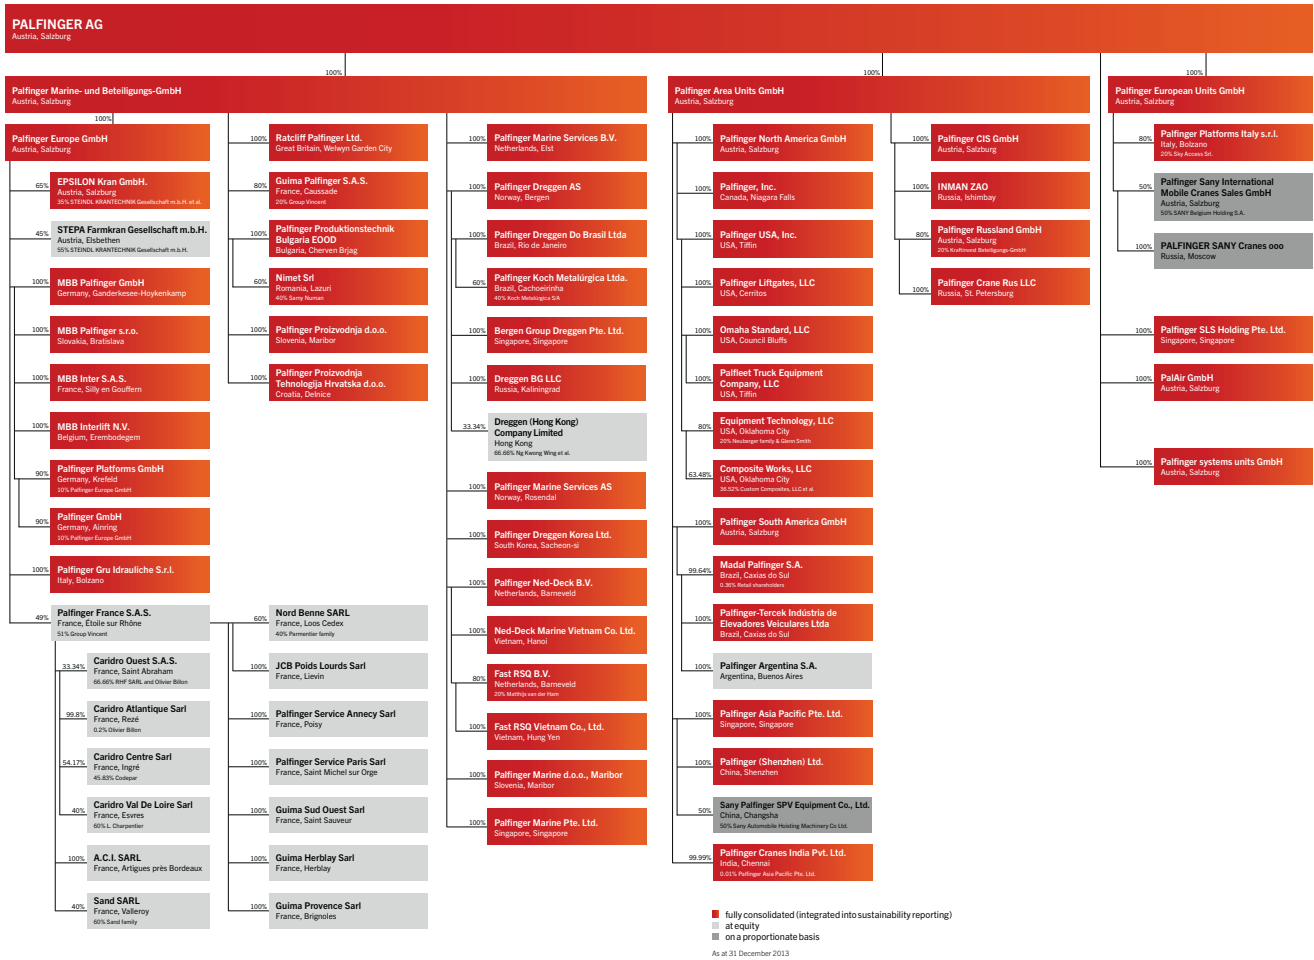 PALFINGER AG
Austria, Salzburg
100%
Palfinger Marine- und Beteiligungs-GmbH
Austria, Salzburg
100%
Palfinger Europe GmbH
Austria, Salzburg
65%
EPSILON Kran GmbH.
Austria, Salzburg
35% STEINDL KRANTECHNIK Gesellschaft m.b.H. et al.
45%
STEPA Farmkran Gesellschaft m.b.H.
Austria, Elsbethen
55% STEINDL KRANTECHNIK Gesellschaft m.b.H.
100%
MBB Palfinger GmbH
Germany, Ganderkesee-Hoykenkamp
100%
MBB Palfinger s.r.o.
Slovakia, Bratislava
100%
MBB Inter S.A.S.
France, Silly en Gouffern
100%
MBB Interlift N.V.
Belgium, Erembodegem
90%
Palfinger Platforms GmbH
Germany, Krefeld
10% Palfinger Europe GmbH
90%
Palfinger GmbH
Germany, Ainring
10% Palfinger Europe GmbH
100%
Palfinger Gru Idrauliche S.r.l.
Italy, Bolzano
49%
Palfinger France S.A.S.
France, Étoile sur Rhône
51% Group Vincent
33.34%
Caridro Ouest S.A.S.
France, Saint Abraham
66.66% RHF SARL and Olivier Billon
99.8%
Caridro Atlantique Sarl
France, Rezé
0.2% Olivier Billon
54.17%
Caridro Centre Sarl
France, Ingré
45.83% Codepar
40%
Caridro Val De Loire Sarl
France, Esvres
60% L. Charpentier
100%
A.C.I. SARL
France, Artigues près Bordeaux
40%
Sand SARL
France, Valleroy
60% Sand family
100%
Ratcliff Palfinger Ltd.
Great Britain, Welwyn Garden City
80%
Guima Palfinger S.A.S.
France, Caussade
20% Group Vincent
100%
Palfinger Produktionstechnik
Bulgaria EOOD
Bulgaria, Cherven Brjag
60%
Nimet Srl
Romania, Lazuri
40% Samy Numan
100%
Palfinger Proizvodnja d.o.o.
Slovenia, Maribor
100%
Palfinger Proizvodnja
Tehnologija Hrvatska d.o.o.
Croatia, Delnice
60%
Nord Benne SARL
France, Loos Cedex
40% Parmentier family
100%
JCB Poids Lourds Sarl
France, Lievin
100%
Palfinger Service Annecy Sarl
France, Poisy
100%
Palfinger Service Paris Sarl
France, Saint Michel sur Orge
100%
Guima Sud Ouest Sarl
France, Saint Sauveur
100%
Guima Herblay Sarl
France, Herblay
100%
Guima Provence Sarl
France, Brignoles
100%
Palfinger Marine Services B.V.
Netherlands, Elst
100%
Palfinger Dreggen AS
Norway, Bergen
100%
Palfinger Dreggen Do Brasil Ltda
Brazil, Rio de Janeiro
60%
Palfinger Koch Metalúrgica Ltda.
Brazil, Cachoeirinha
40% Koch Metalúrgica S/A
100%
Bergen Group Dreggen Pte. Ltd.
Singapore, Singapore
100%
Dreggen BG LLC
Russia, Kaliningrad
33.34%
Dreggen (Hong Kong)
Company Limited
Hong Kong
66.66% Ng Kwong Wing et al.
100%
Palfinger Marine Services AS
Norway, Rosendal
100%
Palfinger Dreggen Korea Ltd.
South Korea, Sacheon-si
100%
Palfinger Ned-Deck B.V.
Netherlands, Barneveld
100%
Ned-Deck Marine Vietnam Co. Ltd.
Vietnam, Hanoi
80%
Fast RSQ B.V.
Netherlands, Barneveld
20% Matthijs van der Ham
100%
Fast RSQ Vietnam Co., Ltd.
Vietnam, Hung Yen
100%
Palfinger Marine d.o.o., Maribor
Slovenia, Maribor
100%
Palfinger Marine Pte. Ltd.
Singapore, Singapore
100%
Palfinger Area Units GmbH
Austria, Salzburg
100%
Palfinger North America GmbH
Austria, Salzburg
100%
Palfinger, Inc.
Canada, Niagara Falls
100%
Palfinger USA, Inc.
USA, Tiffin
100%
Palfinger Liftgates, LLC
USA, Cerritos
100%
Omaha Standard, LLC
USA, Council Bluffs
100%
Palfleet Truck Equipment
Company, LLC
USA, Tiffin
80%
Equipment Technology, LLC
USA, Oklahoma City
20% Neuberger family & Glenn Smith
63.48%
Composite Works, LLC
USA, Oklahoma City
36.52% Custom Composites, LLC et al.
100%
Palfinger South America GmbH
Austria, Salzburg
99.64%
Madal Palfinger S.A.
Brazil, Caxias do Sul
0.36% Retail shareholders
100%
Palfinger-Tercek Indústria de
Elevadores Veiculares Ltda
Brazil, Caxias do Sul
100%
Palfinger Argentina S.A.
Argentina, Buenos Aires
100%
Palfinger Asia Pacific Pte. Ltd.
Singapore, Singapore
100%
Palfinger (Shenzhen) Ltd.
China, Shenzhen
50%
Sany Palfinger SPV Equipment Co., Ltd.
China, Changsha
50% Sany Automobile Hoisting Machinery Co Ltd.
99.99%
Palfinger Cranes India Pvt. Ltd.
India, Chennai
0.01% Palfinger Asia Pacific Pte. Ltd.
100%
Palfinger CIS GmbH
Austria, Salzburg
100%
INMAN ZAO
Russia, Ishimbay
80%
Palfinger Russland GmbH
Austria, Salzburg
20% Kraftinvest Beteiligungs-GmbH
100%
Palfinger Crane Rus LLC
Russia, St. Petersburg
100%
Palfinger European Units GmbH
Austria, Salzburg
80%
Palfinger Platforms Italy s.r.l.
Italy, Bolzano
20% Sky Access Srl.
50%
Palfinger Sany International
Mobile Cranes Sales GmbH
Austria, Salzburg
50% SANY Belgium Holding S.A.
100%
PALFINGER SANY Cranes ooo
Russia, Moscow
100%
Palfinger SLS Holding Pte. Ltd.
Singapore, Singapore
100%
PalAir GmbH
Austria, Salzburg
100%
Palfinger systems units GmbH
Austria, Salzburg
fully consolidated (integrated into sustainability reporting)
at equity
on a proportionate basis
As at 31 December 2013